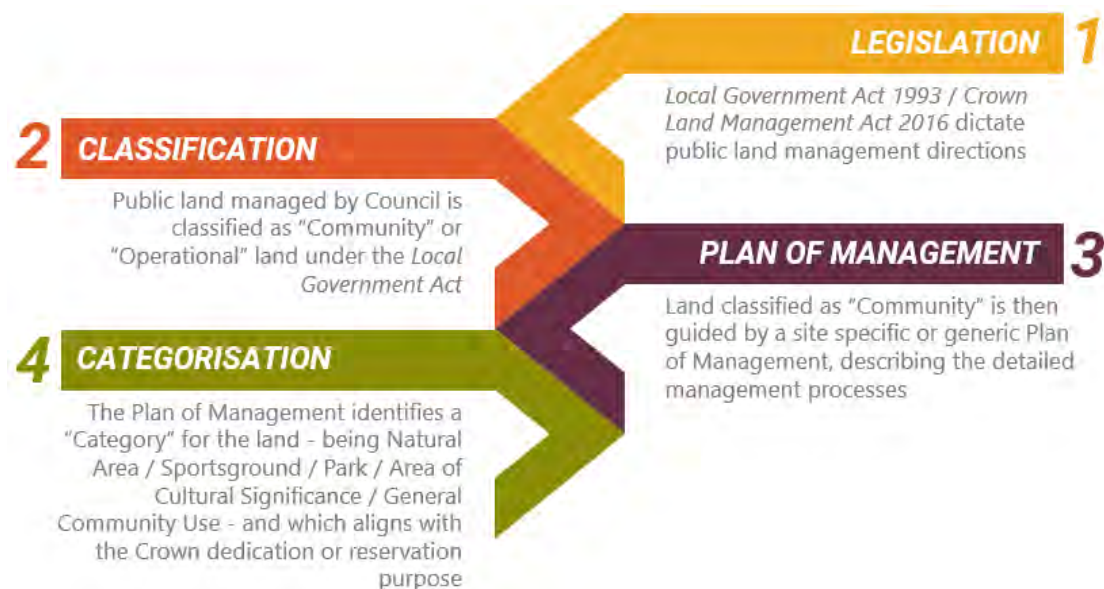 LEGISLATION 1
Local Government Act 1993 / Crown
Land Management Act 2016 dictate
public land management directions
2 CLASSIFICATION
Public land managed by Council is
classified as "Community" or
"Operational" land under the Local
Government Act
PLAN OF MANAGEMENT 3
Land classified as "Community" is then
guided by a site specific or generic Plan
of Management, describing the detailed
management processes
4 CATEGORISATION
The Plan of Management identifies a
"Category" for the land - being Natural
Area / Sportsground / Park / Area of
Cultural Significance / General
Community Use - and which aligns with
the Crown dedication or reservation
purpose